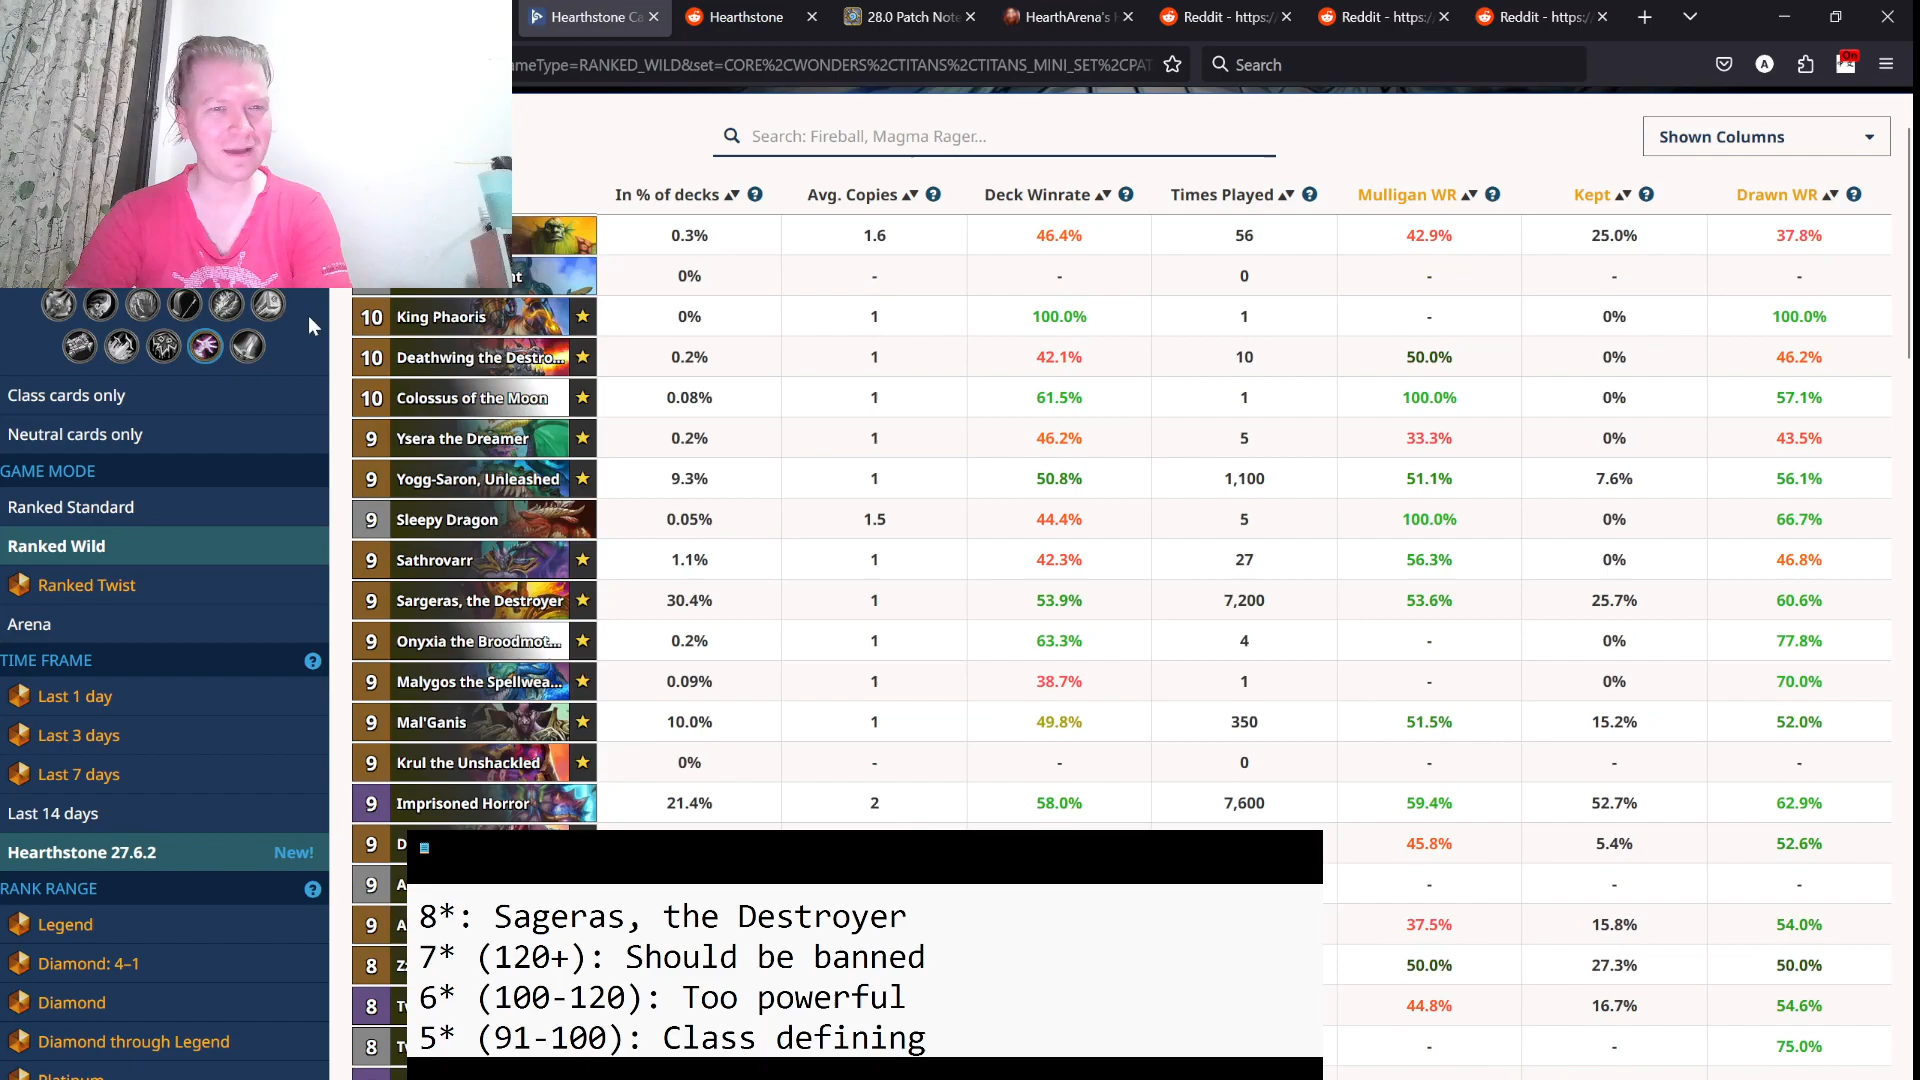 Hearthstone Ca
Hearthstone
28.0 Patch Note
HearthArena's
Reddit - https:/
Reddit - https:/
Reddit - https:/
ameType=RANKED_WILD&set=CORE%2CWONDERS%2CTITANS%2CTITANS_MINI_SET%2CPAT
Search
A
On
Search: Fireball, Magma Rager...
Shown Columns
In % of decks
Avg. Copies
Deck Winrate
Times Played
Mulligan WR
Kept
Drawn WR
0.3% 1.6 46.4% 56 42.9% 25.0% 37.8%
nt 0% - - 0 - - -
10 King Phaoris 0% 1 100.0% 1 - 0% 100.0%
10 Deathwing the Destro... 0.2% 1 42.1% 10 50.0% 0% 46.2%
10 Colossus of the Moon 0.08% 1 61.5% 1 100.0% 0% 57.1%
9 Ysera the Dreamer 0.2% 1 46.2% 5 33.3% 0% 43.5%
9 Yogg-Saron, Unleashed 9.3% 1 50.8% 1,100 51.1% 7.6% 56.1%
9 Sleepy Dragon 0.05% 1.5 44.4% 5 100.0% 0% 66.7%
9 Sathrovarr 1.1% 1 42.3% 27 56.3% 0% 46.8%
9 Sargeras, the Destroyer 30.4% 1 53.9% 7,200 53.6% 25.7% 60.6%
9 Onyxia the Broodmot... 0.2% 1 63.3% 4 - 0% 77.8%
9 Malygos the Spellwea... 0.09% 1 38.7% 1 - 0% 70.0%
9 Mal'Ganis 10.0% 1 49.8% 350 51.5% 15.2% 52.0%
9 Krul the Unshackled 0% - - 0 - - -
9 Imprisoned Horror 21.4% 2 58.0% 7,600 59.4% 52.7% 62.9%
9 D 45.8% 5.4% 52.6%
9 A - - -
9 A 37.5% 15.8% 54.0%
8 Z 50.0% 27.3% 50.0%
8 Tw 44.8% 16.7% 54.6%
8 Tw - - 75.0%
Class cards only
Neutral cards only
GAME MODE
Ranked Standard
Ranked Wild
Ranked Twist
Arena
TIME FRAME
Last 1 day
Last 3 days
Last 7 days
Last 14 days
Hearthstone 27.6.2 New!
RANK RANGE
Legend
Diamond: 4–1
Diamond
Diamond through Legend
Platinum
8*: Sageras, the Destroyer
7* (120+): Should be banned
6* (100-120): Too powerful
5* (91-100): Class defining